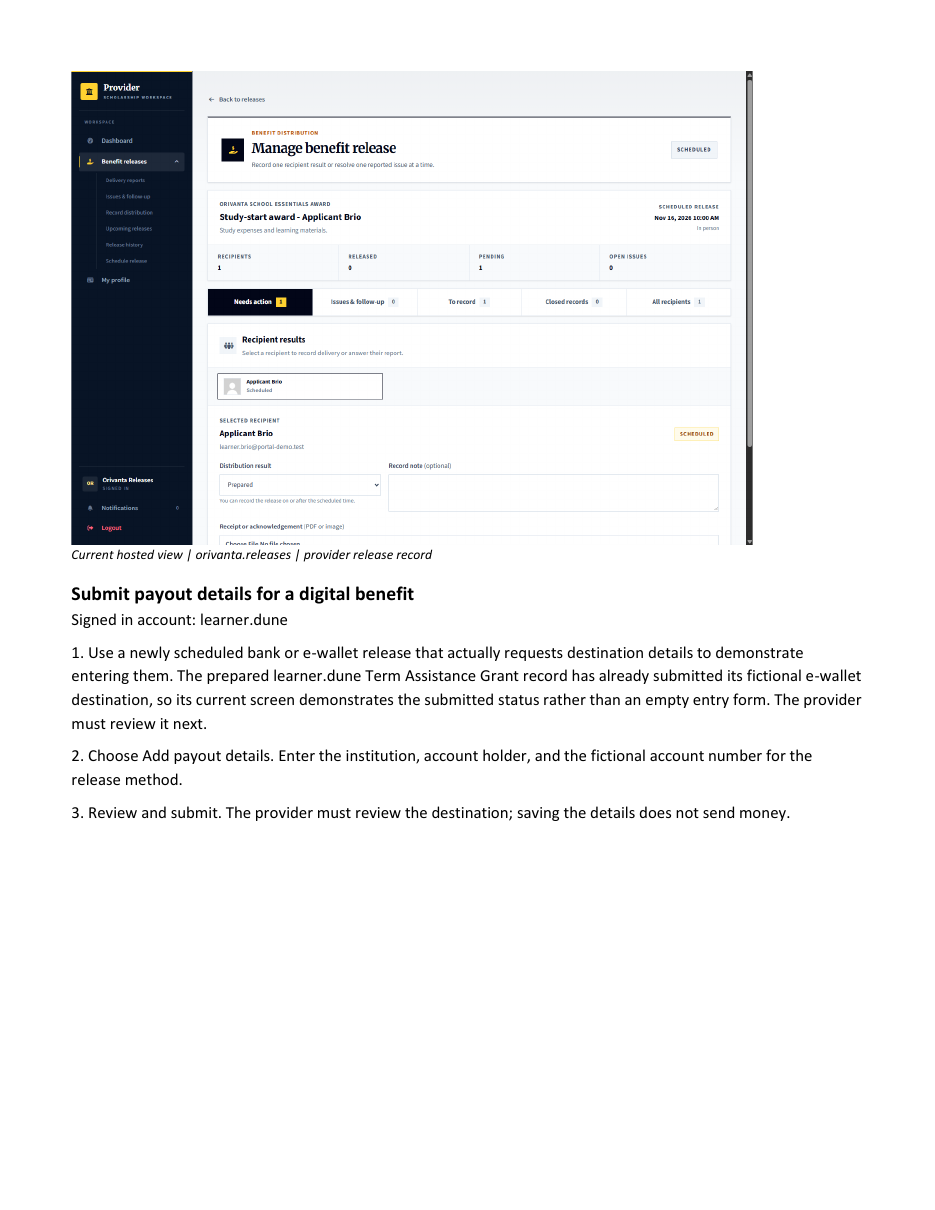 Provider
SCHOLARSHIP WORKSPACE
WORKSPACE
Dashboard
Benefit releases
Delivery reports
Issues & follow-up
Record distribution
Upcoming releases
Release history
Schedule release
My profile
OR
Orivanta Releases
SIGNED IN
Notifications 0
Logout
← Back to releases
BENEFIT DISTRIBUTION
Manage benefit release
Record one recipient result or resolve one reported issue at a time.
SCHEDULED
ORIVANTA SCHOOL ESSENTIALS AWARD
Study-start award - Applicant Brio
Study expenses and learning materials.
SCHEDULED RELEASE
Nov 16, 2026 10:00 AM
In person
RECIPIENTS
1
RELEASED
0
PENDING
1
OPEN ISSUES
0
Needs action 1
Issues & follow-up 0
To record 1
Closed records 0
All recipients 1
Recipient results
Select a recipient to record delivery or answer their report.
Applicant Brio
Scheduled
SELECTED RECIPIENT
Applicant Brio
learner.brio@portal-demo.test
SCHEDULED
Distribution result
Prepared
You can record the release on or after the scheduled time.
Record note (optional)
Receipt or acknowledgement (PDF or image)
Choose File No file chosen
Current hosted view | orivanta.releases | provider release record
Submit payout details for a digital benefit
Signed in account: learner.dune
1. Use a newly scheduled bank or e-wallet release that actually requests destination details to demonstrate
entering them. The prepared learner.dune Term Assistance Grant record has already submitted its fictional e-wallet
destination, so its current screen demonstrates the submitted status rather than an empty entry form. The provider
must review it next.
2. Choose Add payout details. Enter the institution, account holder, and the fictional account number for the
release method.
3. Review and submit. The provider must review the destination; saving the details does not send money.